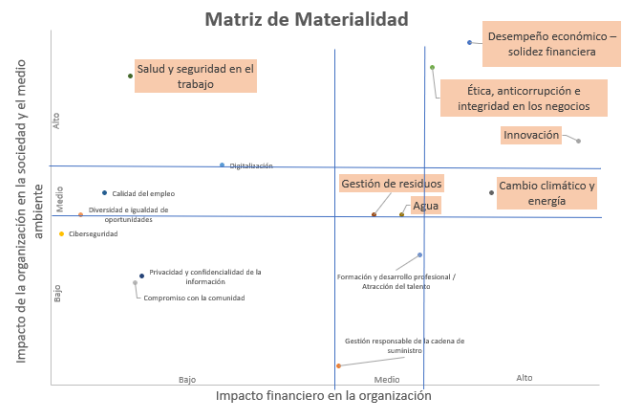 Matriz de Materialidad
Desempeño económico –
solidez financiera
Salud y seguridad en el
trabajo
Ética, anticorrupción e
integridad en los negocios
Innovación
Digitalización
Gestión de residuos
Cambio climático y
energía
Calidad del empleo
Agua
Diversidad e igualdad de
oportunidades
Ciberseguridad
Privacidad y confidencialidad de la
información
Formación y desarrollo profesional /
Atracción del talento
Compromiso con la comunidad
Gestión responsable de la cadena de
suministro
Impacto de la organización en la sociedad y el medio
ambiente
Alto
Medio
Bajo
Bajo
Medio
Alto
Impacto financiero en la organización